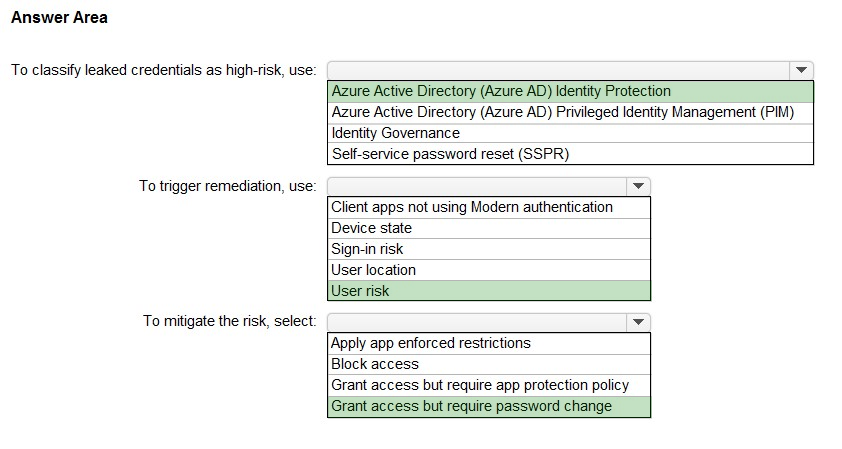 Answer Area
To classify leaked credentials as high-risk, use:
Azure Active Directory (Azure AD) Identity Protection
Azure Active Directory (Azure AD) Privileged Identity Management (PIM)
Identity Governance
Self-service password reset (SSPR)
To trigger remediation, use:
Client apps not using Modern authentication
Device state
Sign-in risk
User location
User risk
To mitigate the risk, select:
Apply app enforced restrictions
Block access
Grant access but require app protection policy
Grant access but require password change